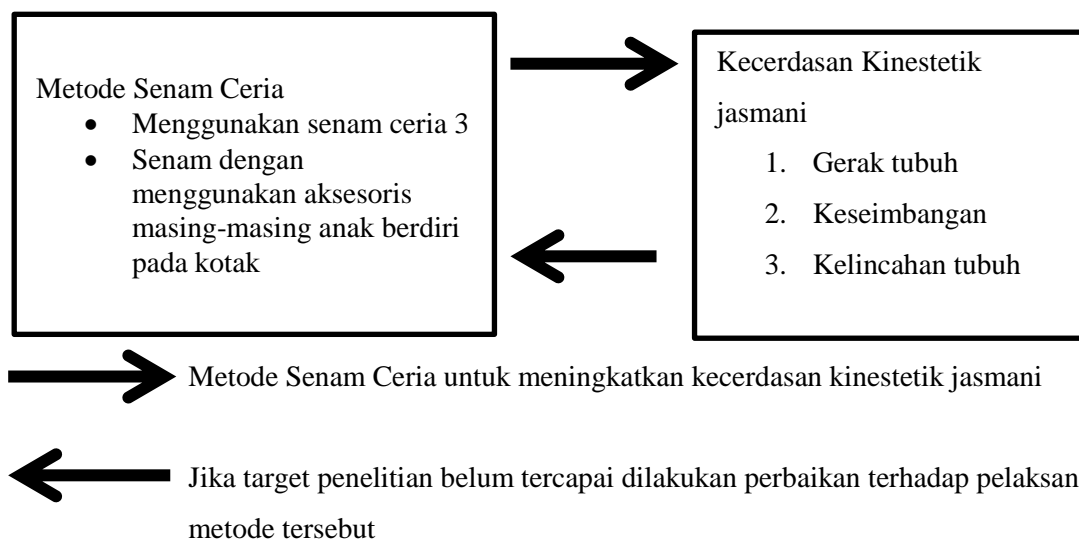 Metode Senam Ceria
• Menggunakan senam ceria 3
• Senam dengan
menggunakan aksesoris
masing-masing anak berdiri
pada kotak
Kecerdasan Kinestetik
jasmani
1. Gerak tubuh
2. Keseimbangan
3. Kelincahan tubuh
Metode Senam Ceria untuk meningkatkan kecerdasan kinestetik jasmani
Jika target penelitian belum tercapai dilakukan perbaikan terhadap pelaksan
metode tersebut